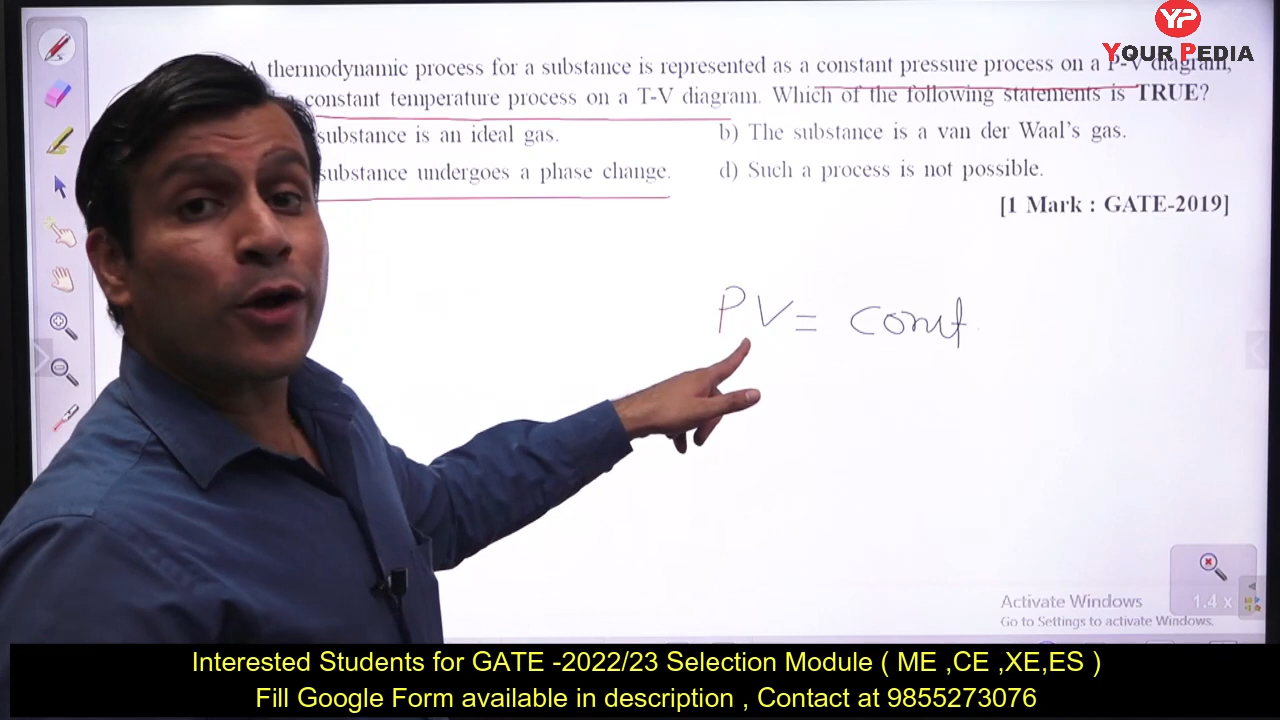 YP
YOUR PEDIA
A thermodynamic process for a substance is represented as a constant pressure process on a P-V diagram,
constant temperature process on a T-V diagram. Which of the following statements is TRUE?
substance is an ideal gas. b) The substance is a van der Waal's gas.
substance undergoes a phase change. d) Such a process is not possible.
[1 Mark : GATE-2019]
PV = const
Activate Windows
Go to Settings to activate Windows.
1.4 x
Interested Students for GATE -2022/23 Selection Module ( ME ,CE ,XE,ES )
Fill Google Form available in description , Contact at 9855273076